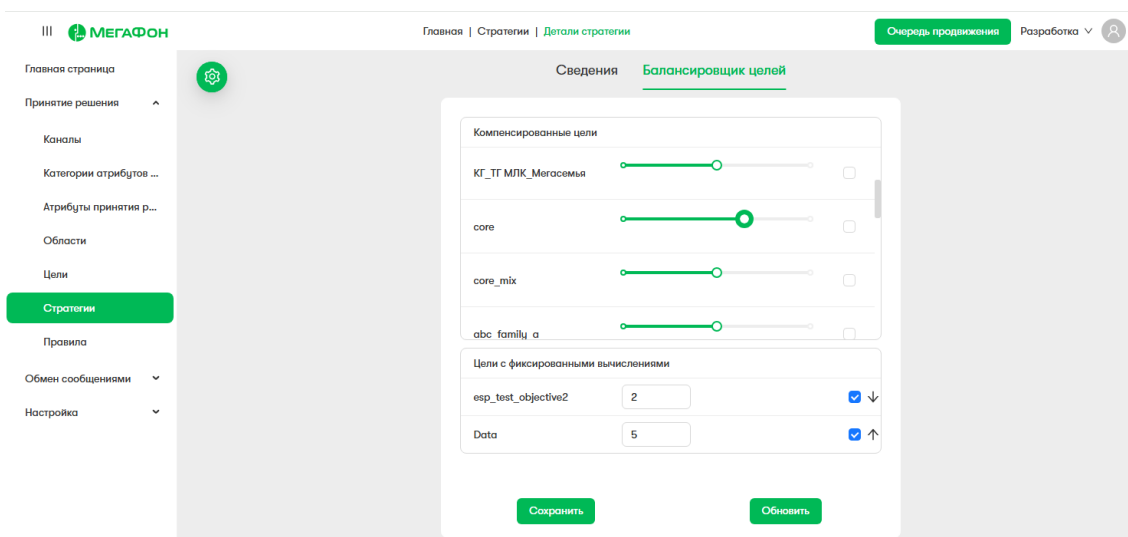 МЕГАФОН
Главная | Стратегии | Детали стратегии
Очередь продвижения
Разработка
Главная страница
Принятие решения
Каналы
Категории атрибутов ...
Атрибуты принятия р...
Области
Цели
Стратегии
Правила
Обмен сообщениями
Настройка
Сведения
Балансировщик целей
Компенсированные цели
КГ_ТГ МЛК_Мегасемья
core
core_mix
abc_family_a
Цели с фиксированными вычислениями
esp_test_objective2 2
Data 5
Сохранить
Обновить